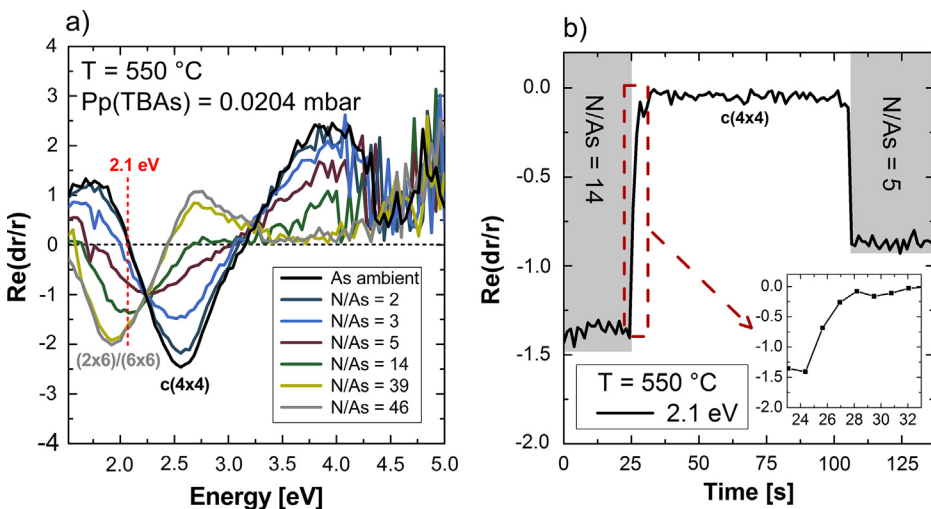 a)
T = 550 °C
Pp(TBAs) = 0.0204 mbar
2.1 eV
Re(dr/r)
4
3
2
1
0
-1
-2
-3
-4
(2x6)/(6x6)
c(4x4)
As ambient
N/As = 2
N/As = 3
N/As = 5
N/As = 14
N/As = 39
N/As = 46
2.0 2.5 3.0 3.5 4.0 4.5 5.0
Energy [eV]
b)
Re(dr/r)
0.0
-0.5
-1.0
-1.5
-2.0
N/As = 14
c(4x4)
N/As = 5
T = 550 °C
2.1 eV
0.0
-0.5
-1.0
-1.5
-2.0
24 26 28 30 32
0 25 50 75 100 125
Time [s]